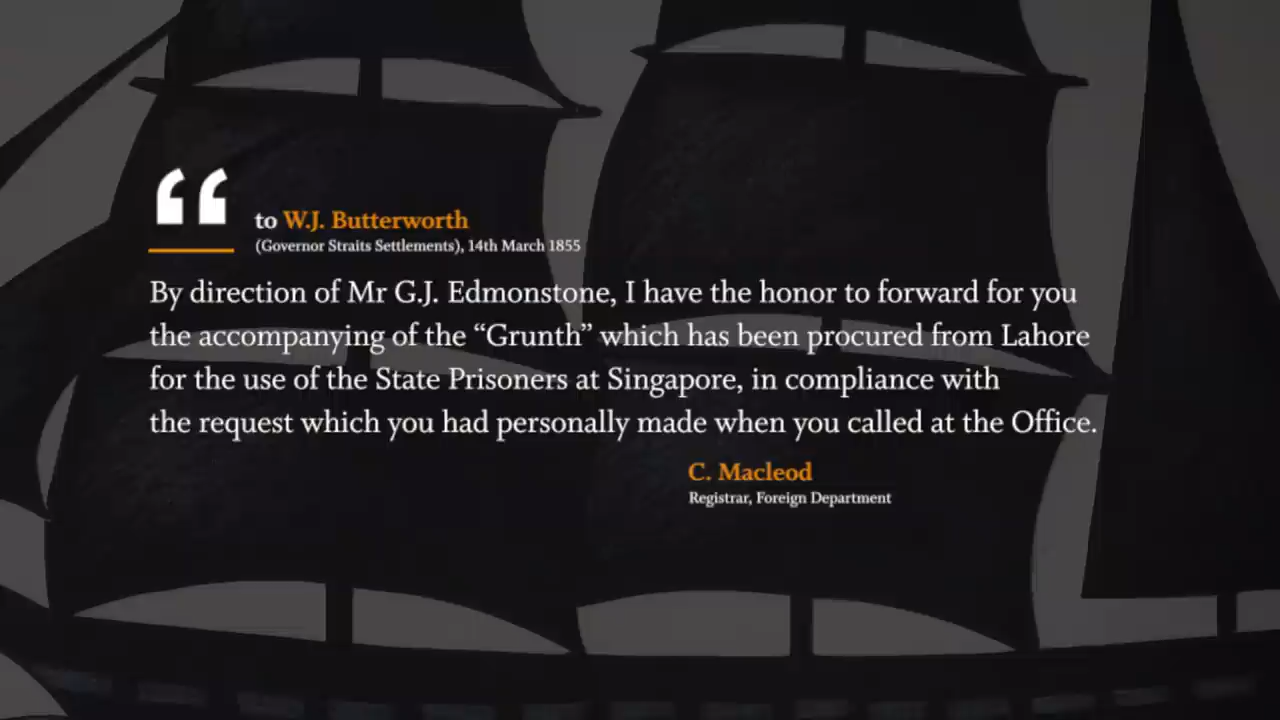 “
to W.J. Butterworth
(Governor Straits Settlements), 14th March 1855
By direction of Mr G.J. Edmonstone, I have the honor to forward for you
the accompanying of the “Grunth” which has been procured from Lahore
for the use of the State Prisoners at Singapore, in compliance with
the request which you had personally made when you called at the Office.
C. Macleod
Registrar, Foreign Department